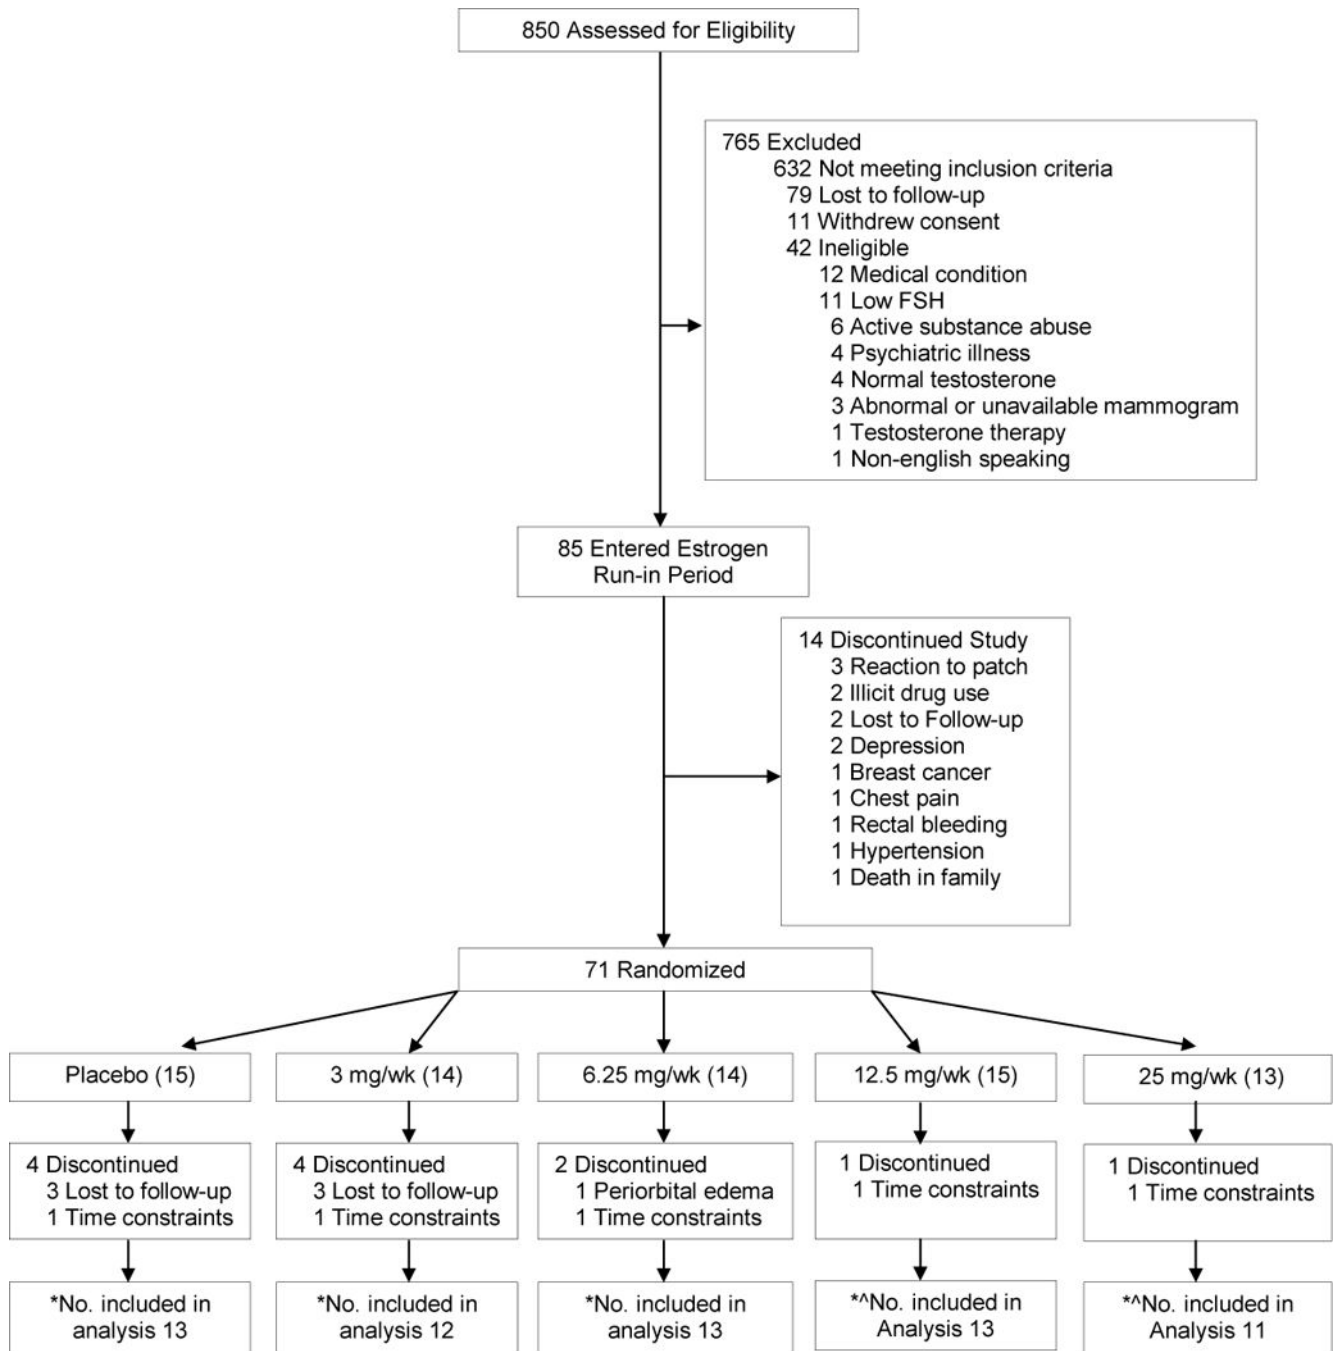 850 Assessed for Eligibility
765 Excluded
632 Not meeting inclusion criteria
79 Lost to follow-up
11 Withdrew consent
42 Ineligible
12 Medical condition
11 Low FSH
6 Active substance abuse
4 Psychiatric illness
4 Normal testosterone
3 Abnormal or unavailable mammogram
1 Testosterone therapy
1 Non-english speaking
85 Entered Estrogen
Run-in Period
14 Discontinued Study
3 Reaction to patch
2 Illicit drug use
2 Lost to Follow-up
2 Depression
1 Breast cancer
1 Chest pain
1 Rectal bleeding
1 Hypertension
1 Death in family
71 Randomized
Placebo (15)
3 mg/wk (14)
6.25 mg/wk (14)
12.5 mg/wk (15)
25 mg/wk (13)
4 Discontinued
3 Lost to follow-up
1 Time constraints
4 Discontinued
3 Lost to follow-up
1 Time constraints
2 Discontinued
1 Periorbital edema
1 Time constraints
1 Discontinued
1 Time constraints
1 Discontinued
1 Time constraints
*No. included in
analysis 13
*No. included in
analysis 12
*No. included in
analysis 13
*^No. included in
Analysis 13
*^No. included in
Analysis 11